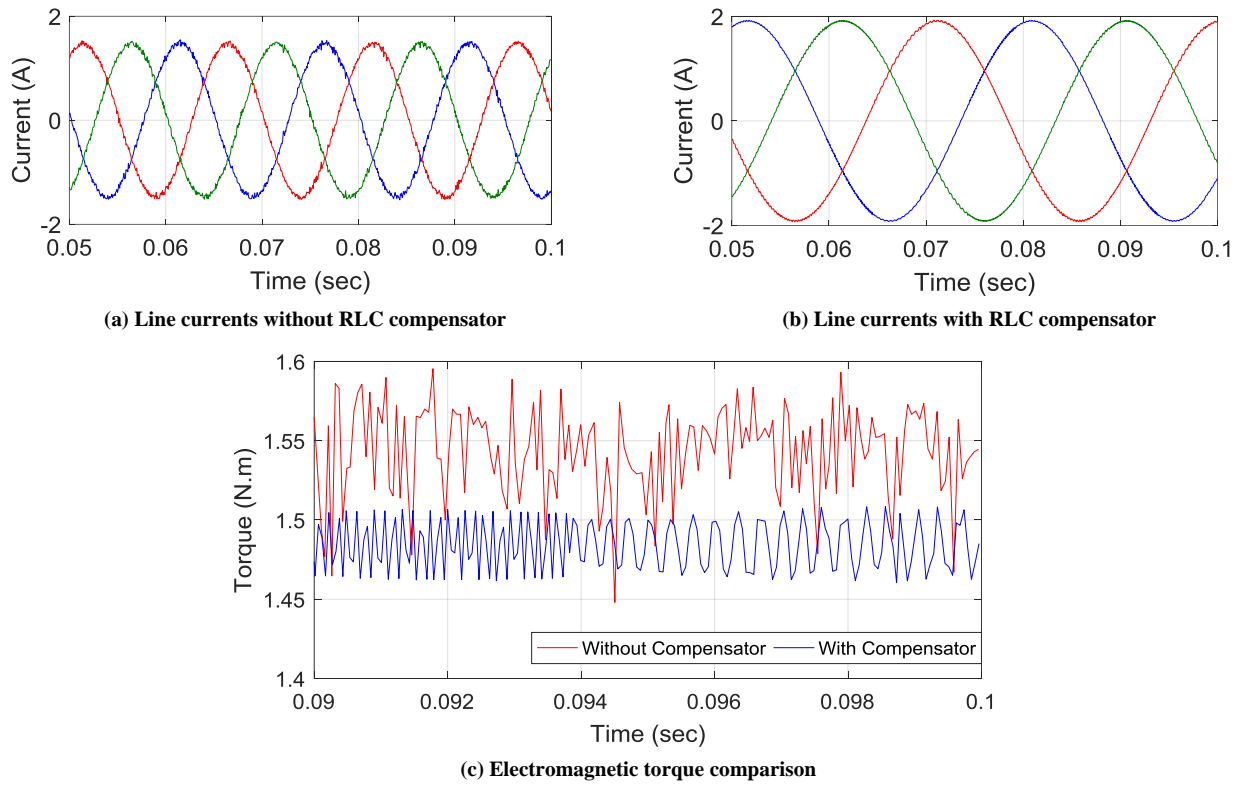 2
0
-2
Current (A)
0.05 0.06 0.07 0.08 0.09 0.1
Time (sec)
(a) Line currents without RLC compensator
2
0
-2
Current (A)
0.05 0.06 0.07 0.08 0.09 0.1
Time (sec)
(b) Line currents with RLC compensator
1.6
1.55
1.5
1.45
1.4
Torque (N.m)
Without Compensator With Compensator
0.09 0.092 0.094 0.096 0.098 0.1
Time (sec)
(c) Electromagnetic torque comparison